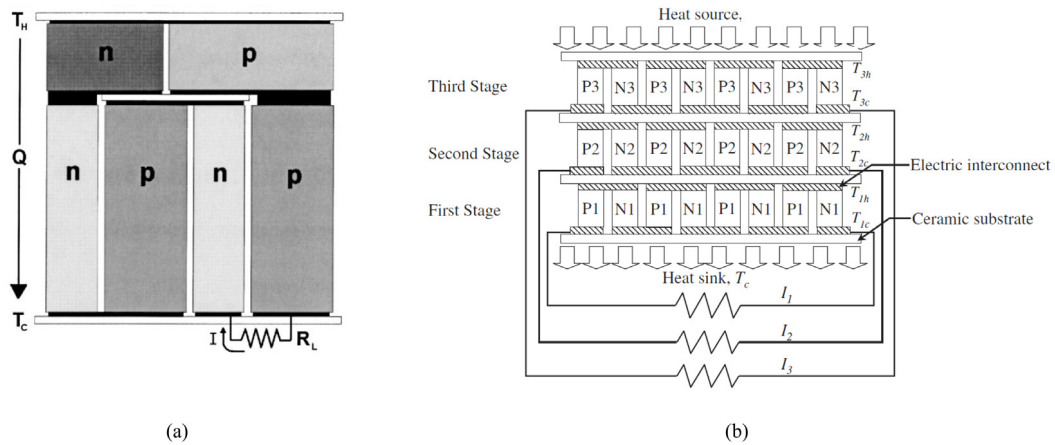 T_H
n
p
Q
n
p
n
p
T_C
I
R_L
(a)
Heat source,
Third Stage
P3 N3 P3 N3 P3 N3 P3 N3
T_3h
T_3c
Second Stage
P2 N2 P2 N2 P2 N2 P2 N2
T_2h
T_2c
Electric interconnect
First Stage
P1 N1 P1 N1 P1 N1 P1 N1
T_1h
T_1c
Ceramic substrate
Heat sink, T_c
I_1
I_2
I_3
(b)